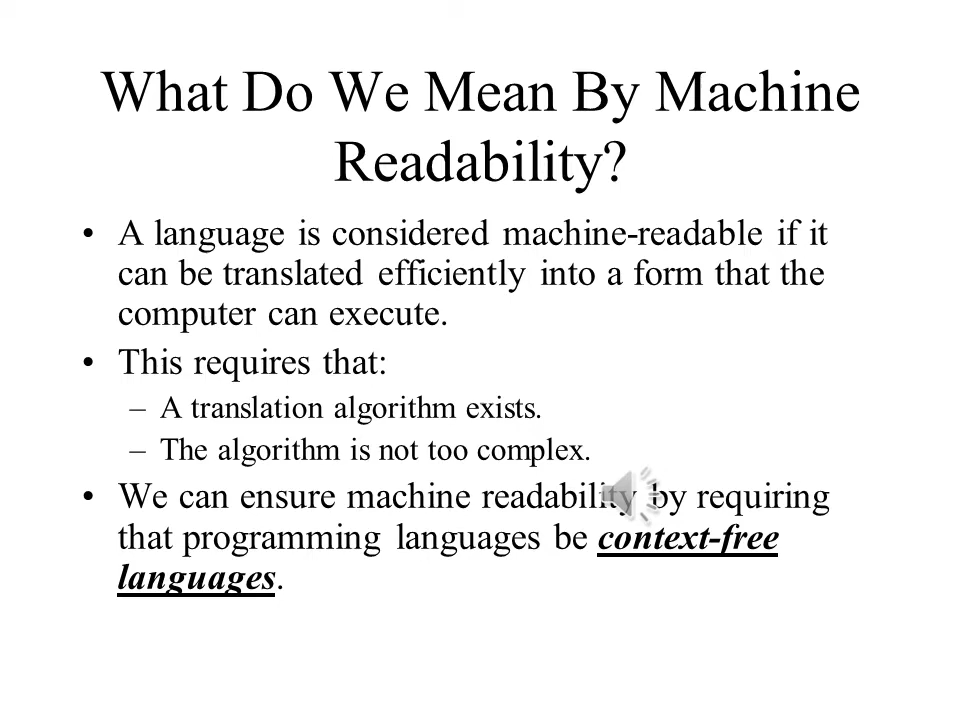 What Do We Mean By Machine
Readability?
• A language is considered machine-readable if it
can be translated efficiently into a form that the
computer can execute.
• This requires that:
– A translation algorithm exists.
– The algorithm is not too complex.
• We can ensure machine readability by requiring
that programming languages be context-free
languages.